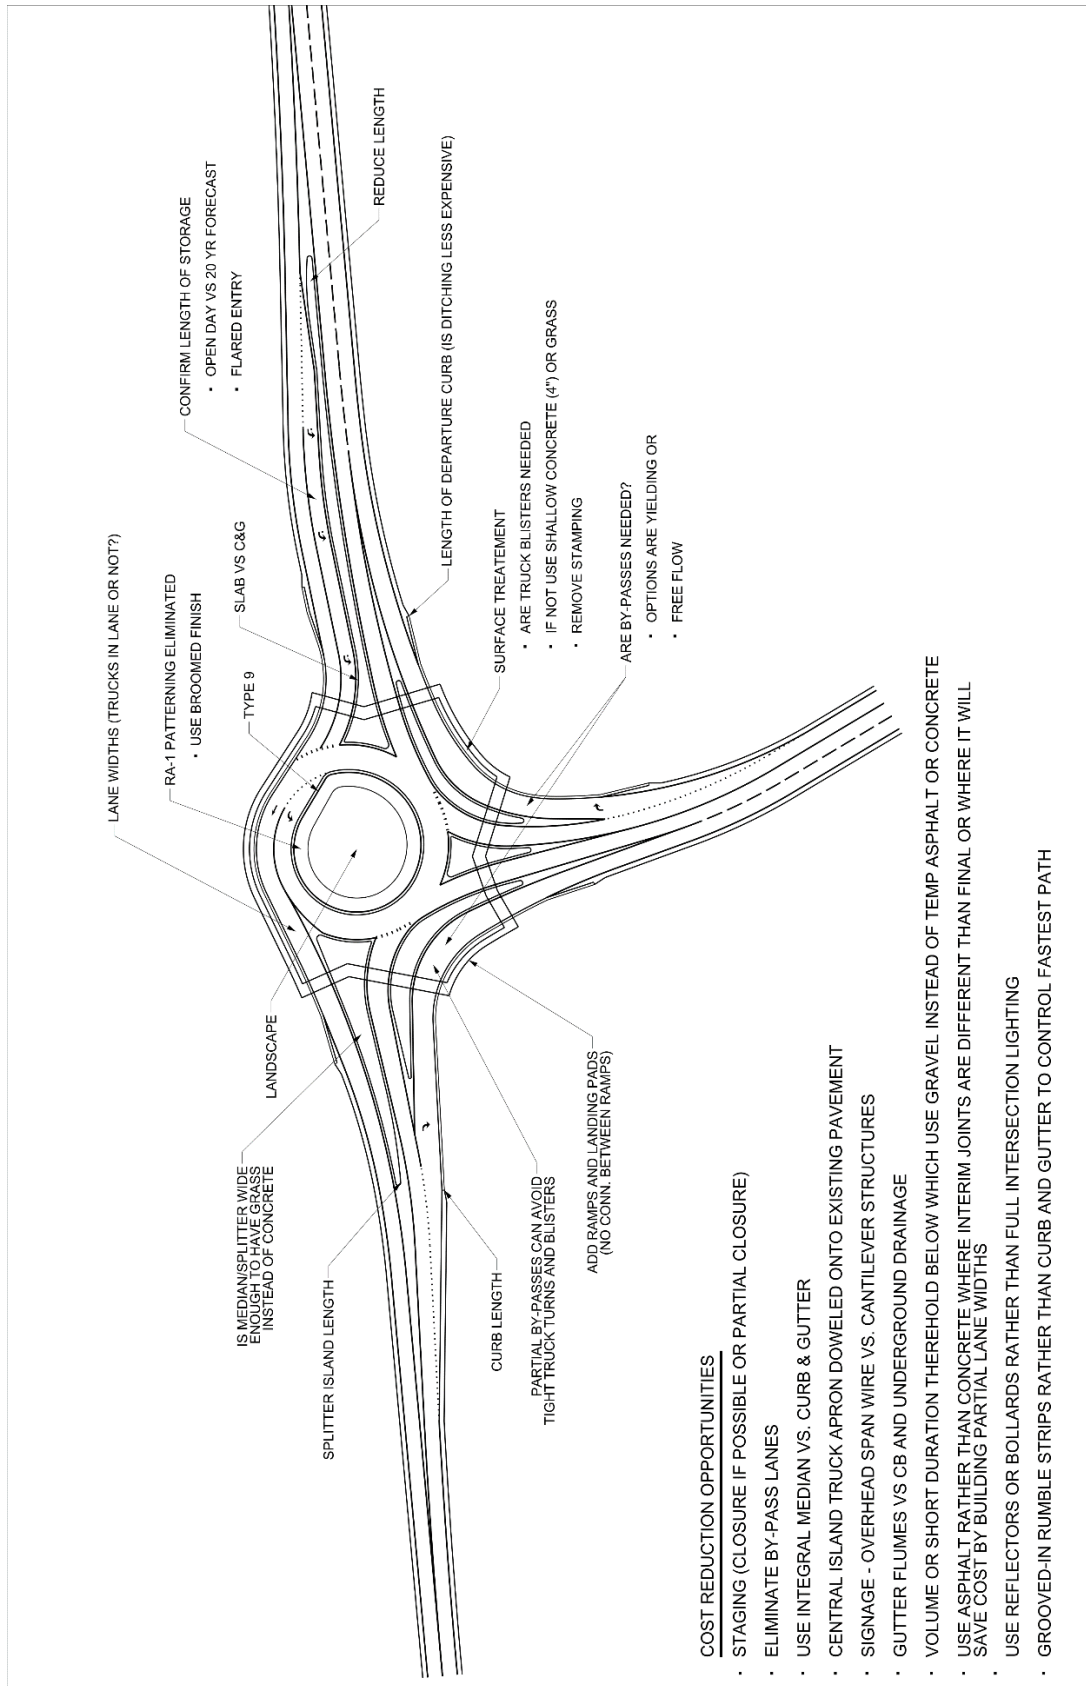 LANE WIDTHS (TRUCKS IN LANE OR NOT?)
RA-1 PATTERNING ELIMINATED
· USE BROOMED FINISH
TYPE 9
SLAB VS C&G
CONFIRM LENGTH OF STORAGE
· OPEN DAY VS 20 YR FORECAST
· FLARED ENTRY
REDUCE LENGTH
LANDSCAPE
IS MEDIAN/SPLITTER WIDE
ENOUGH TO HAVE GRASS
INSTEAD OF CONCRETE
SPLITTER ISLAND LENGTH
LENGTH OF DEPARTURE CURB (IS DITCHING LESS EXPENSIVE)
SURFACE TREATEMENT
· ARE TRUCK BLISTERS NEEDED
· IF NOT USE SHALLOW CONCRETE (4") OR GRASS
· REMOVE STAMPING
CURB LENGTH
PARTIAL BY-PASSES CAN AVOID
TIGHT TRUCK TURNS AND BLISTERS
ADD RAMPS AND LANDING PADS
(NO CONN. BETWEEN RAMPS)
ARE BY-PASSES NEEDED?
· OPTIONS ARE YIELDING OR
· FREE FLOW
COST REDUCTION OPPORTUNITIES
· STAGING (CLOSURE IF POSSIBLE OR PARTIAL CLOSURE)
· ELIMINATE BY-PASS LANES
· USE INTEGRAL MEDIAN VS. CURB & GUTTER
· CENTRAL ISLAND TRUCK APRON DOWELED ONTO EXISTING PAVEMENT
· SIGNAGE - OVERHEAD SPAN WIRE VS. CANTILEVER STRUCTURES
· GUTTER FLUMES VS CB AND UNDERGROUND DRAINAGE
· VOLUME OR SHORT DURATION THEREHOLD BELOW WHICH USE GRAVEL INSTEAD OF TEMP ASPHALT OR CONCRETE
· USE ASPHALT RATHER THAN CONCRETE WHERE INTERIM JOINTS ARE DIFFERENT THAN FINAL OR WHERE IT WILL
SAVE COST BY BUILDING PARTIAL LANE WIDTHS
· USE REFLECTORS OR BOLLARDS RATHER THAN FULL INTERSECTION LIGHTING
· GROOVED-IN RUMBLE STRIPS RATHER THAN CURB AND GUTTER TO CONTROL FASTEST PATH